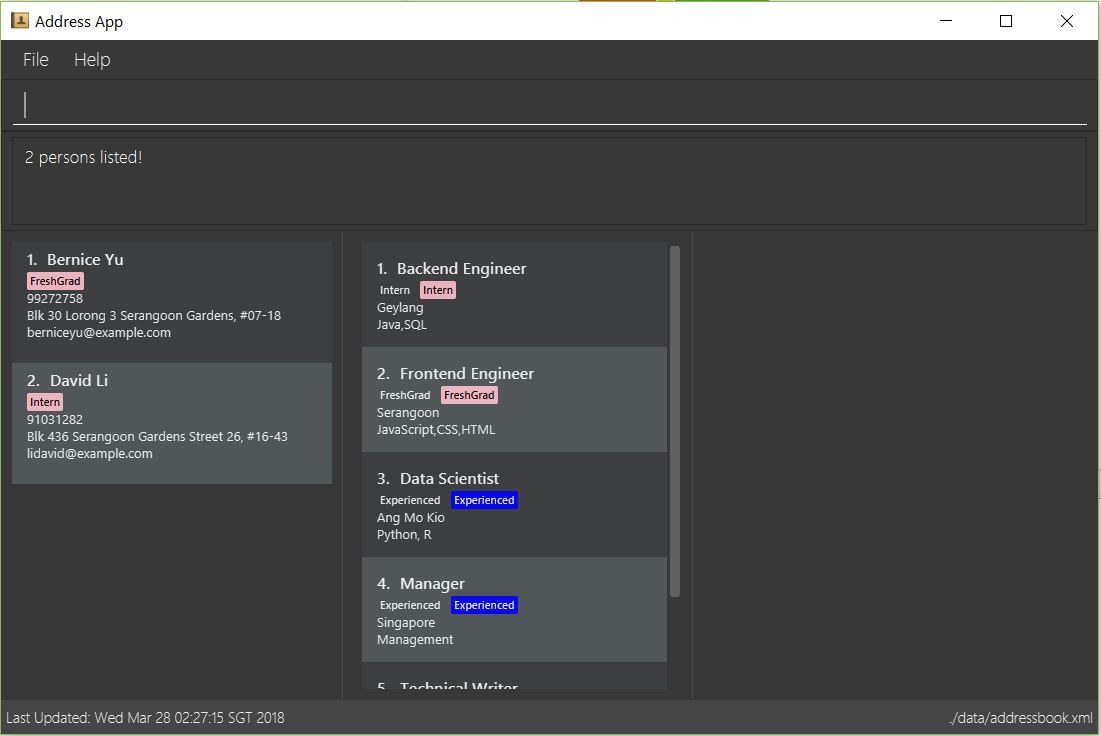 Address App
File Help
2 persons listed!
1. Bernice Yu
FreshGrad
99272758
Blk 30 Lorong 3 Serangoon Gardens, #07-18
berniceyu@example.com
2. David Li
Intern
91031282
Blk 436 Serangoon Gardens Street 26, #16-43
lidavid@example.com
1. Backend Engineer
Intern Intern
Geylang
Java,SQL
2. Frontend Engineer
FreshGrad FreshGrad
Serangoon
JavaScript,CSS,HTML
3. Data Scientist
Experienced Experienced
Ang Mo Kio
Python, R
4. Manager
Experienced Experienced
Singapore
Management
5. Technical Writer
Last Updated: Wed Mar 28 02:27:15 SGT 2018
./data/addressbook.xml